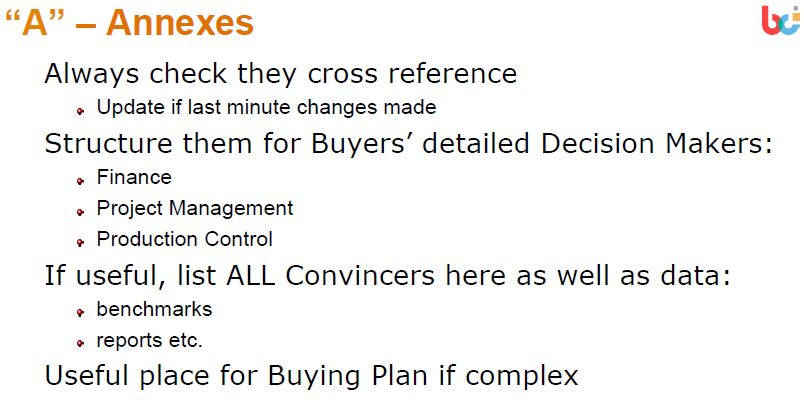 “A” – Annexes
bci
Always check they cross reference
Update if last minute changes made
Structure them for Buyers’ detailed Decision Makers:
Finance
Project Management
Production Control
If useful, list ALL Convincers here as well as data:
benchmarks
reports etc.
Useful place for Buying Plan if complex